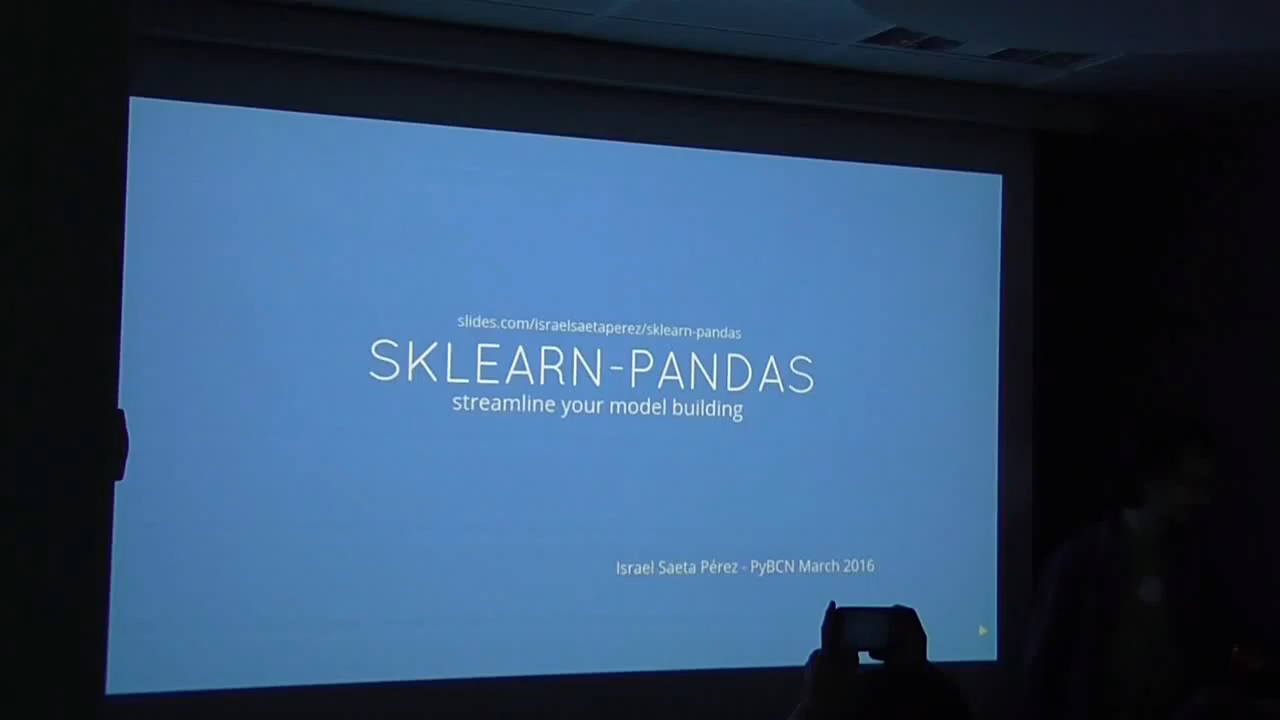 slides.com/israelsaetaperez/sklearn-pandas
SKLEARN-PANDAS
streamline your model building
Israel Saeta Pérez - PyBCN March 2016